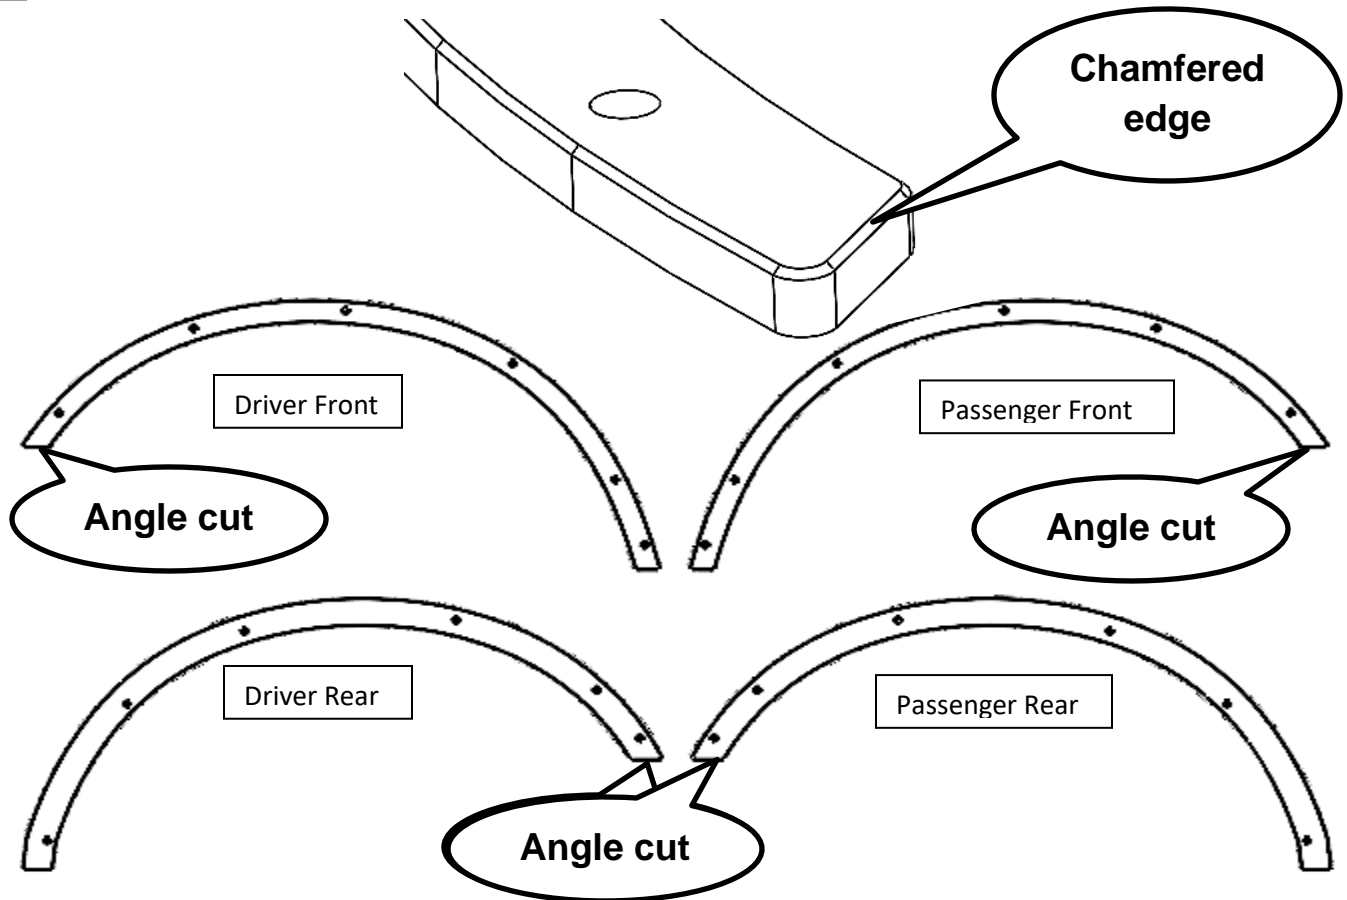 Chamfered
edge
Driver Front
Passenger Front
Angle cut
Angle cut
Driver Rear
Passenger Rear
Angle cut